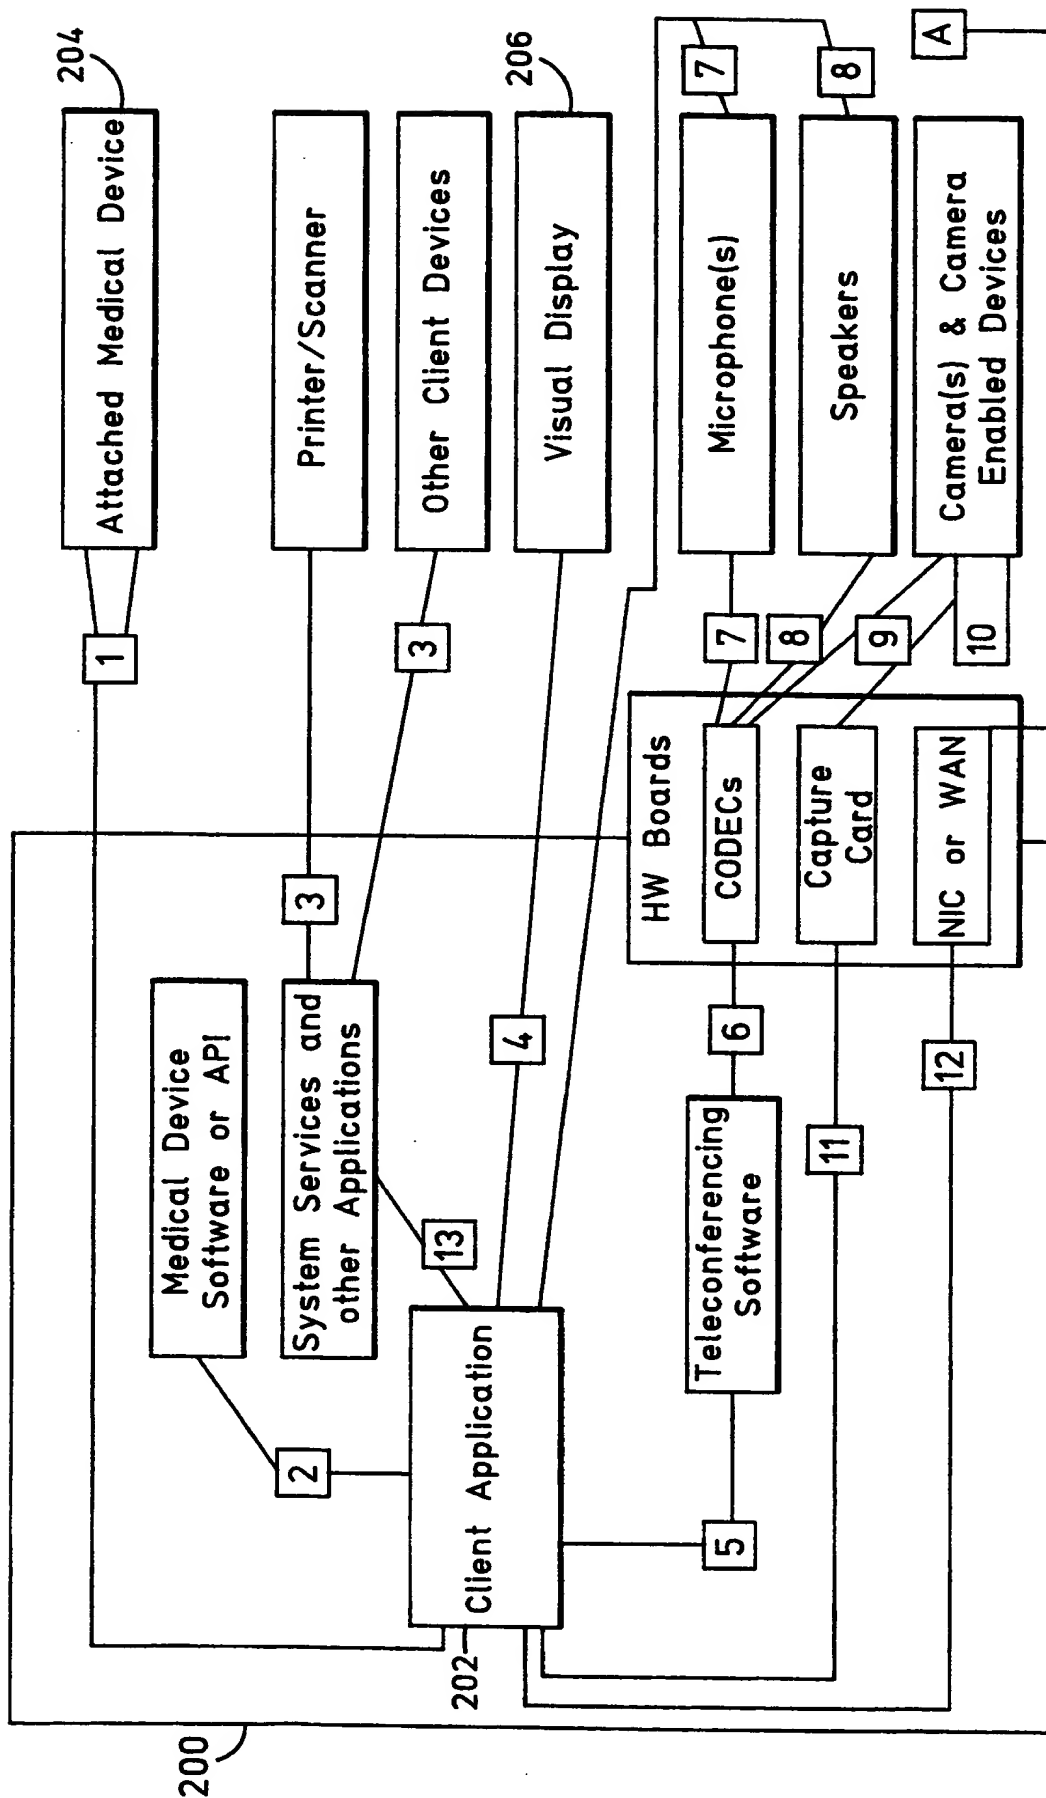 200
202
Client Application
2
Medical Device
Software or API
System Services and
other Applications
13
1
Attached Medical Device
204
3
Printer/Scanner
3
Other Client Devices
4
Visual Display
206
5
Teleconferencing
Software
6
11
12
HW Boards
CODECs
Capture
Card
NIC or WAN
7
8
9
10
Microphone(s)
Speakers
Camera(s) & Camera
Enabled Devices
7
8
A